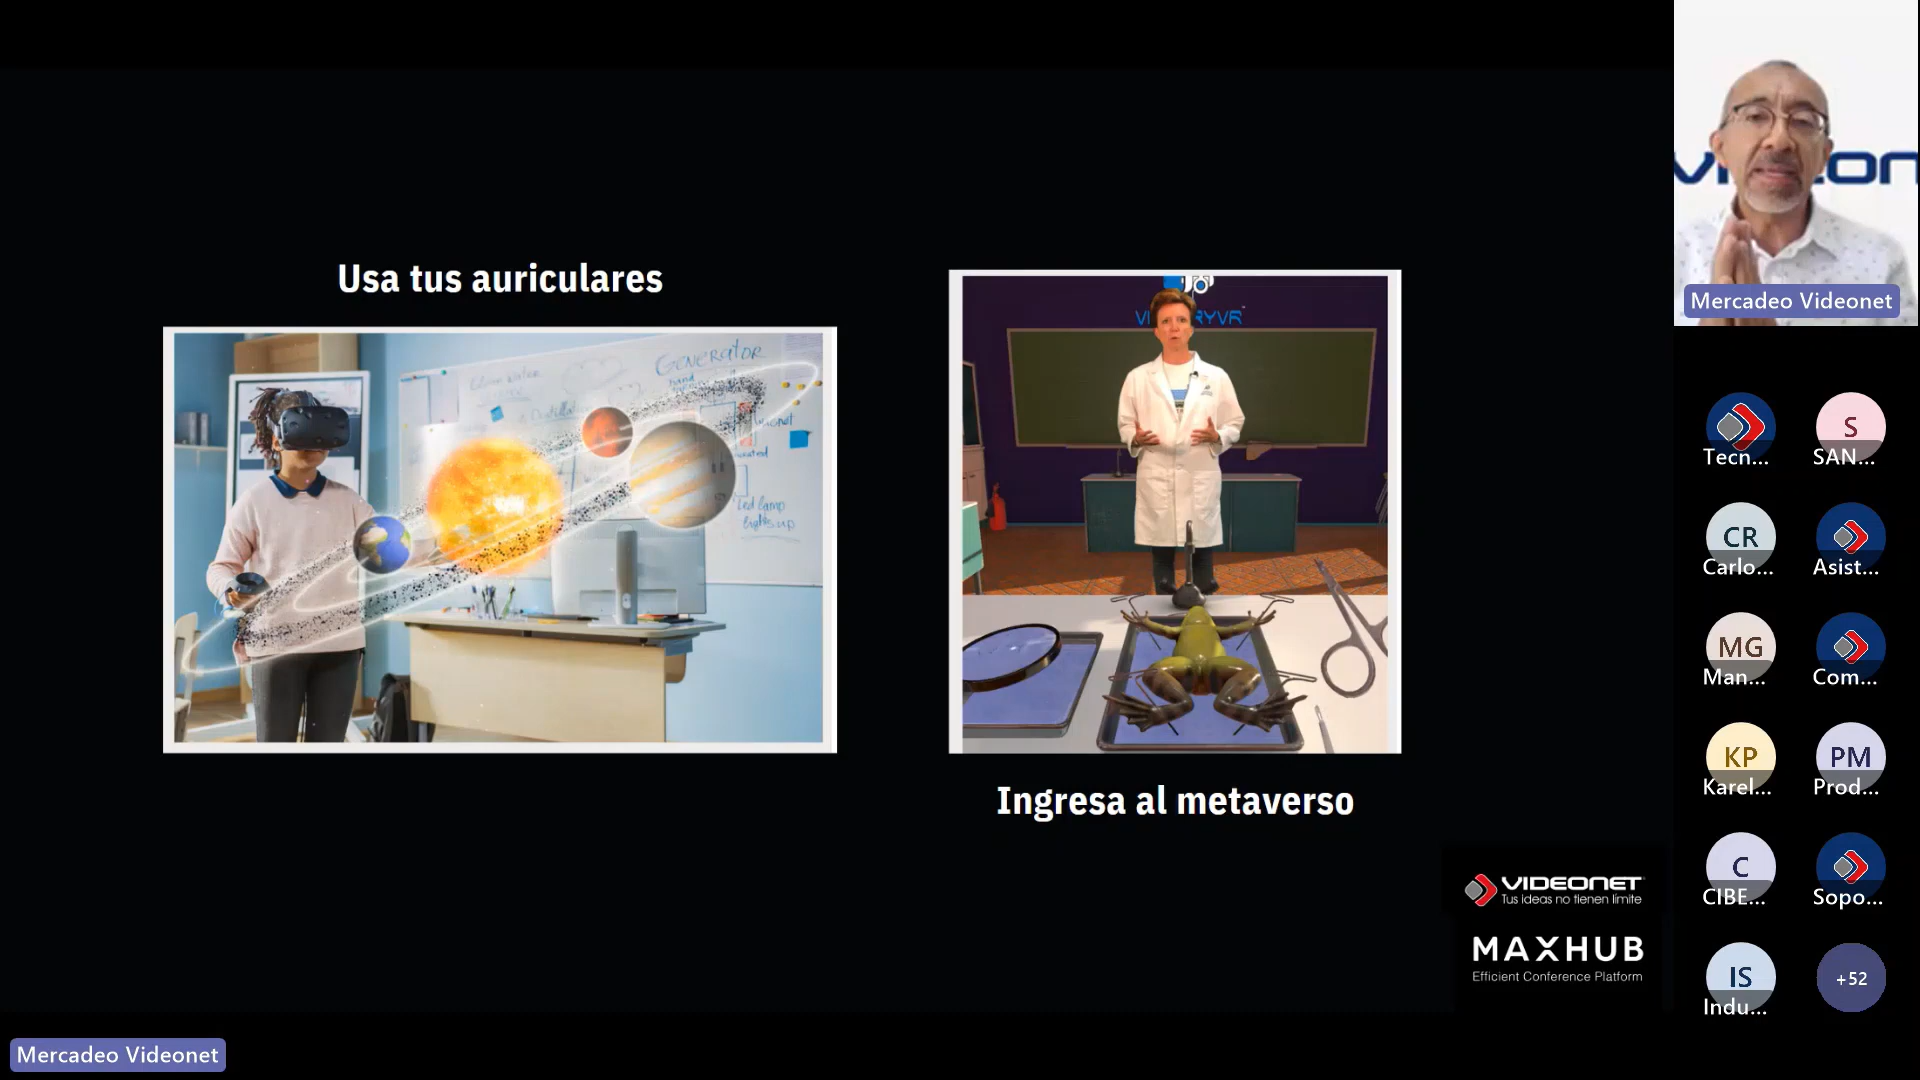 Usa tus auriculares
GENERATOR
Ingresa al metaverso
VIDEONET
Tus ideas no tienen límite
MAXHUB
Efficient Conference Platform
Mercadeo Videonet
Mercadeo Videonet
Tecn...
S
SAN...
CR
Carlo...
Asist...
MG
Man...
Com...
KP
Karel...
PM
Prod...
C
CIBE...
Sopo...
IS
Indu...
+52